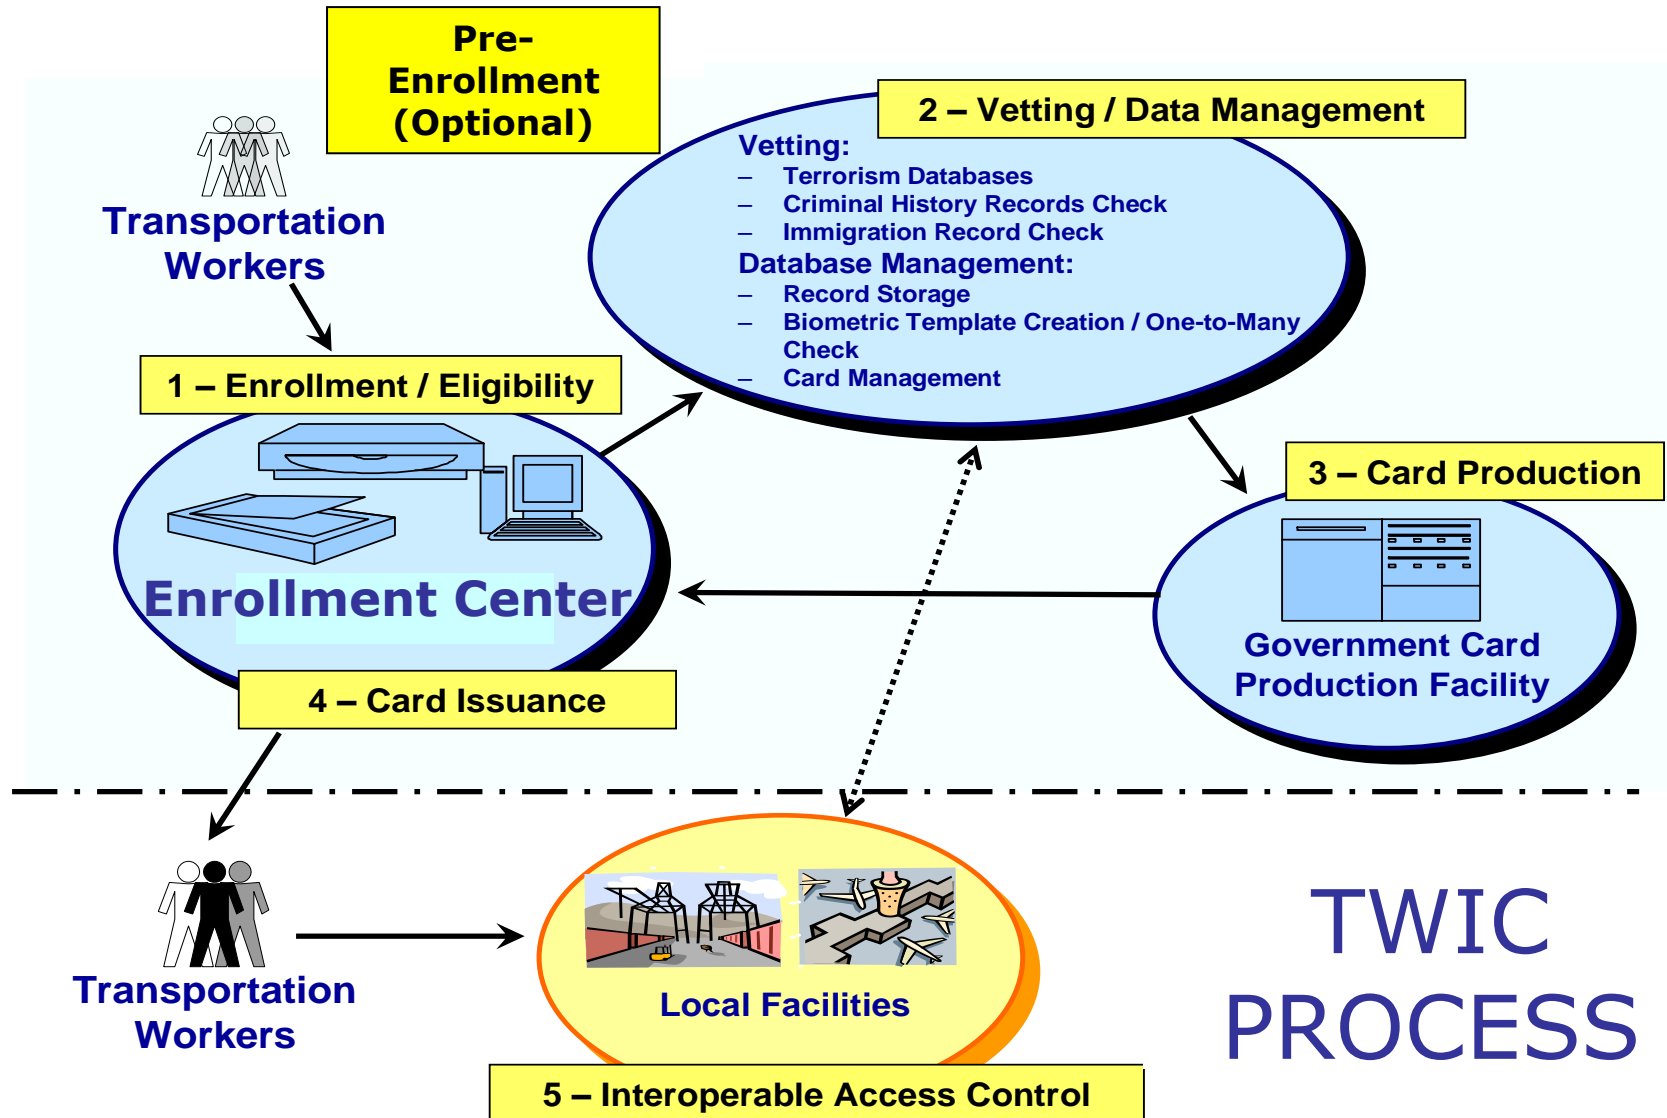 Pre-
Enrollment
(Optional)
2 – Vetting / Data Management
Vetting:
– Terrorism Databases
– Criminal History Records Check
– Immigration Record Check
Database Management:
– Record Storage
– Biometric Template Creation / One-to-Many
Check
– Card Management
Transportation
Workers
1 – Enrollment / Eligibility
Enrollment Center
3 – Card Production
Government Card
Production Facility
4 – Card Issuance
Transportation
Workers
Local Facilities
5 – Interoperable Access Control
TWIC
PROCESS